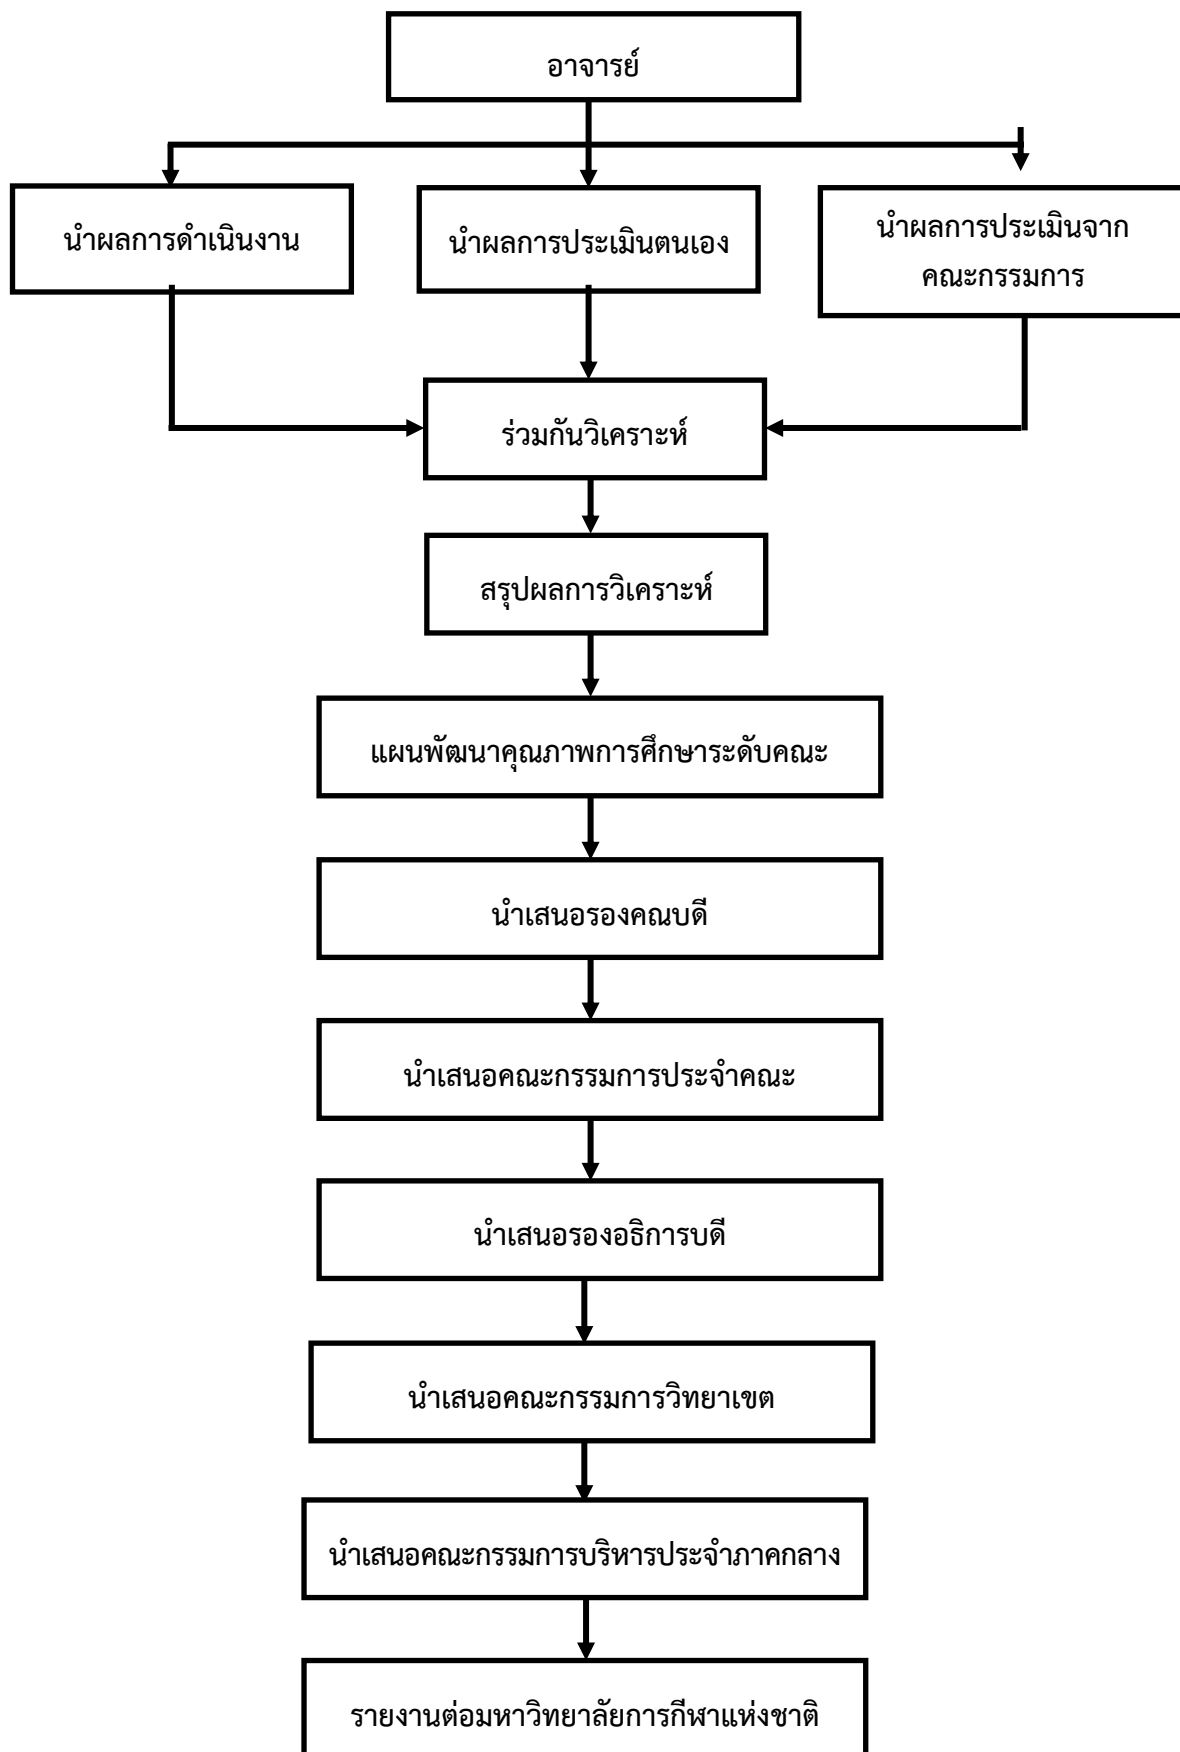 อาจารย์
นำผลการดำเนินงาน
นำผลการประเมินตนเอง
นำผลการประเมินจาก
คณะกรรมการ
ร่วมกันวิเคราะห์
สรุปผลการวิเคราะห์
แผนพัฒนาคุณภาพการศึกษาระดับคณะ
นำเสนอรองคณบดี
นำเสนอคณะกรรมการประจำคณะ
นำเสนอรองอธิการบดี
นำเสนอคณะกรรมการวิทยาเขต
นำเสนอคณะกรรมการบริหารประจำภาคกลาง
รายงานต่อมหาวิทยาลัยการกีฬาแห่งชาติ